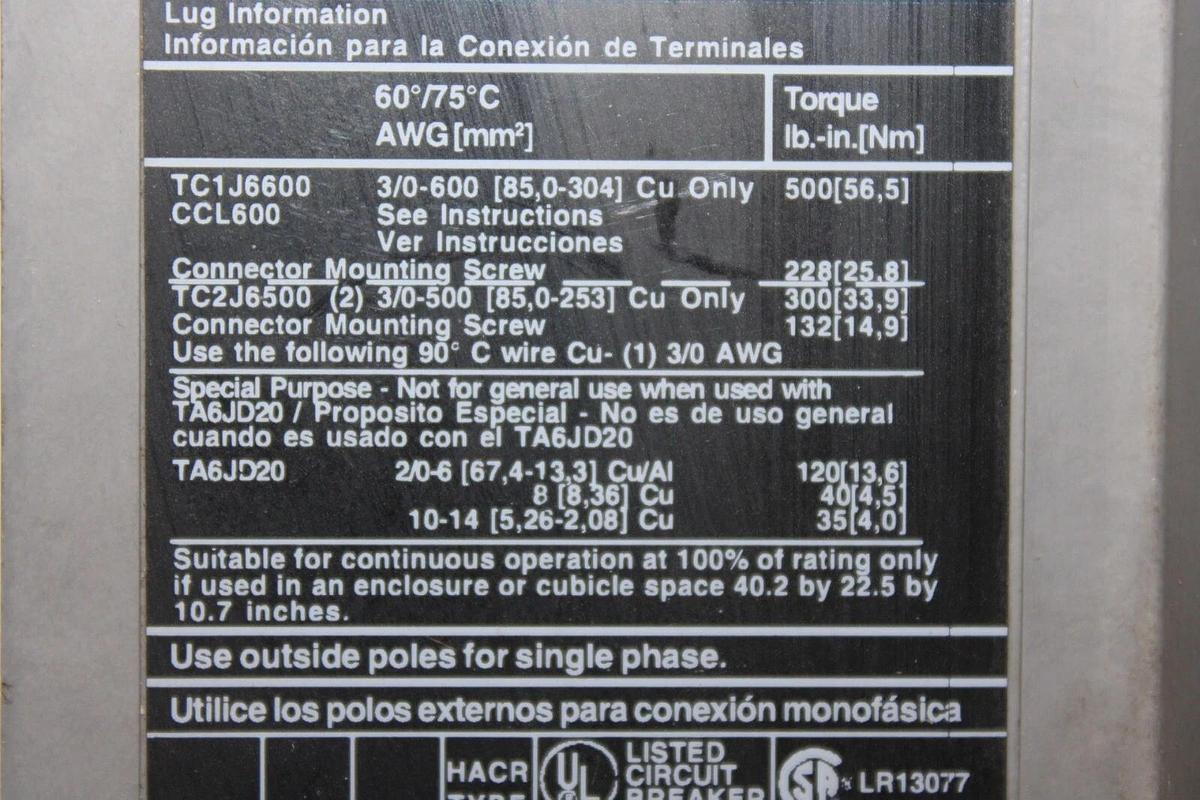 Lug Information
Información para la Conexión de Terminales
60°/75°C
AWG[mm²]
Torque
lb.-in.[Nm]
TC1J6600 3/0-600 [85,0-304] Cu Only 500[56,5]
CCL600 See Instructions
Ver Instrucciones
Connector Mounting Screw 228[25,8]
TC2J6500 (2) 3/0-500 [85,0-253] Cu Only 300[33,9]
Connector Mounting Screw 132[14,9]
Use the following 90° C wire Cu- (1) 3/0 AWG
Special Purpose - Not for general use when used with
TA6JD20 / Proposito Especial - No es de uso general
cuando es usado con el TA6JD20
TA6JD20 2/0-6 [67,4-13,3] Cu/Al 120[13,6]
8 [8,36] Cu 40[4,5]
10-14 [5,26-2,08] Cu 35[4,0]
Suitable for continuous operation at 100% of rating only
if used in an enclosure or cubicle space 40.2 by 22.5 by
10.7 inches.
Use outside poles for single phase.
Utilice los polos externos para conexión monofásica
HACR
TYPE
UL
LISTED
CIRCUIT
BREAKER
SA
LR13077